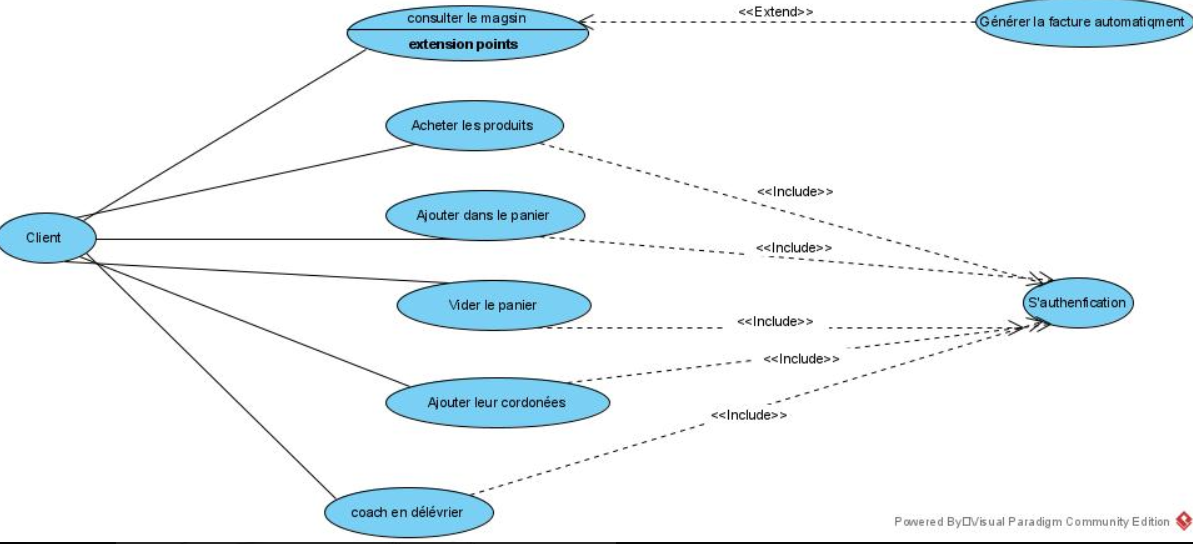 consulter le magsin
extension points
<<Extend>>
Générer la facture automatiqment
Acheter les produits
<<Include>>
Ajouter dans le panier
<<Include>>
Client
Vider le panier
<<Include>>
S'authenfication
<<Include>>
Ajouter leur cordonées
<<Include>>
coach en délévrier
Powered By□Visual Paradigm Community Edition